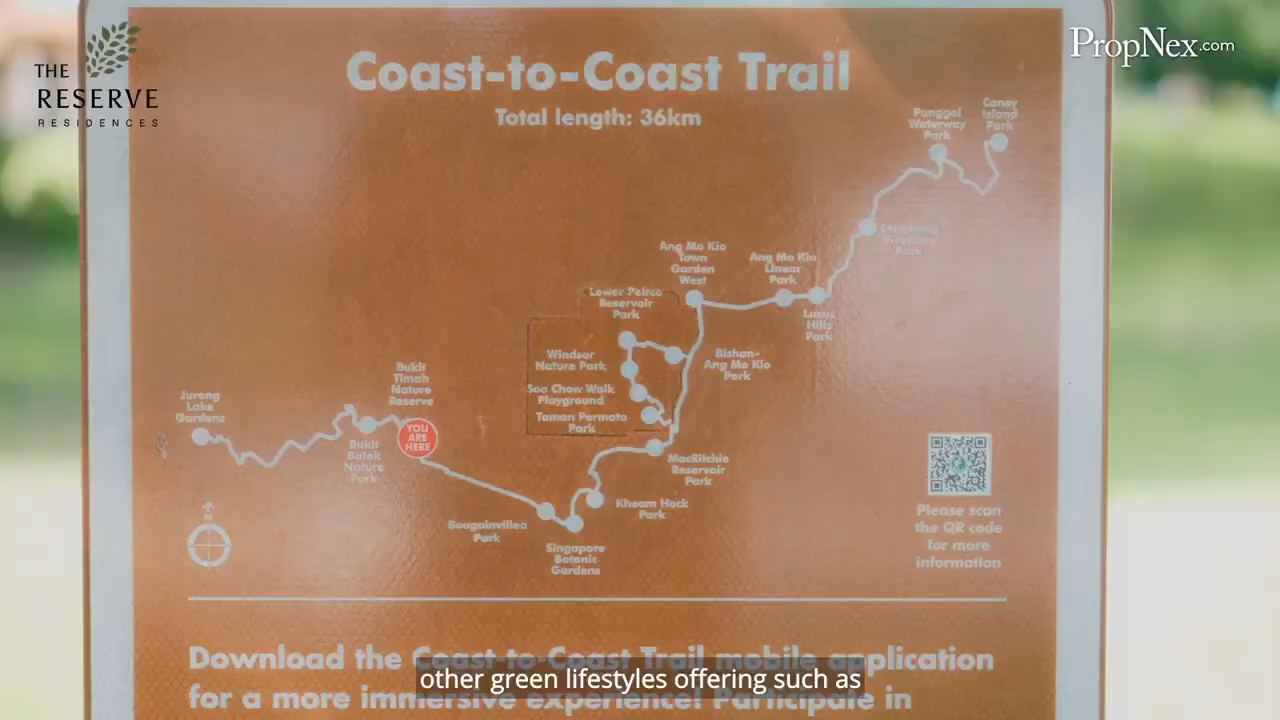 THE
RESERVE
RESIDENCES
PropNex.com
Coast-to-Coast Trail
Total length: 36km
Punggol
Waterway
Park
Coney
Island
Park
Sengkang
Riverside
Park
Ang Mo Kio
Town
Garden
West
Ang Mo Kio
Linear
Park
Luxus
Hills
Park
Lower Peirce
Reservoir
Park
Windsor
Nature Park
Bishan-
Ang Mo Kio
Park
Soo Chow Walk
Playground
Taman Permata
Park
MacRitchie
Reservoir
Park
Bukit
Timah
Nature
Reserve
YOU
ARE
HERE
Jurong
Lake
Gardens
Bukit
Batok
Nature
Park
Kheam Hock
Park
Bougainvillea
Park
Singapore
Botanic
Gardens
N
Please scan
the QR code
for more
information
Download the Coast-to-Coast Trail mobile application
for a more immersive experience! Participate in
other green lifestyles offering such as